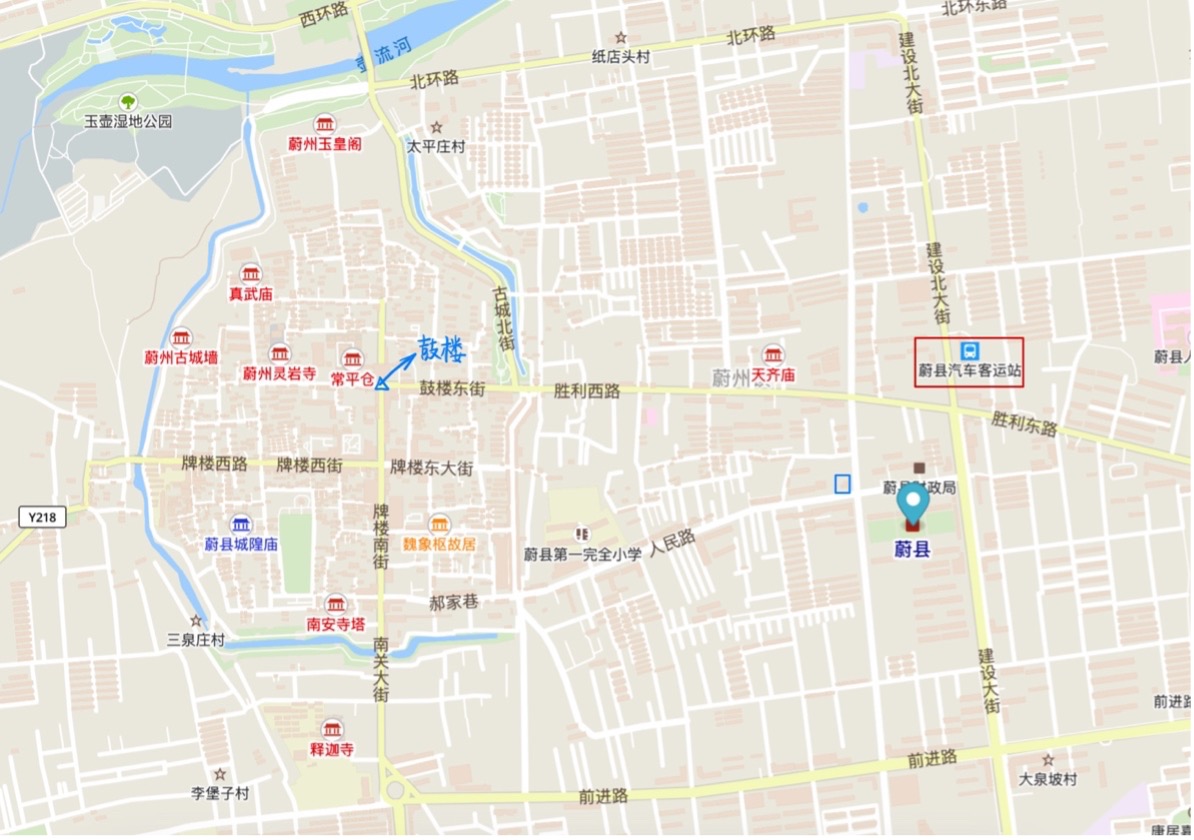 西环路
北环东路
壶流河
纸店头村
北环路
建设北大街
北环路
玉壶湿地公园
蔚州玉皇阁
太平庄村
建设北大街
真武庙
古城北街
蔚州古城墙
蔚州灵岩寺
常平仓
鼓楼
蔚州
天齐庙
蔚县汽车客运站
蔚县人
鼓楼东街
胜利西路
胜利东路
牌楼西路
牌楼西街
牌楼东大街
蔚县财政局
Y218
牌楼南街
蔚县城隍庙
魏象枢故居
蔚县第一完全小学
人民路
蔚县
郝家巷
南安寺塔
三泉庄村
南关大街
建设大街
前进路
释迦寺
前进路
大泉坡村
李堡子村
前进路